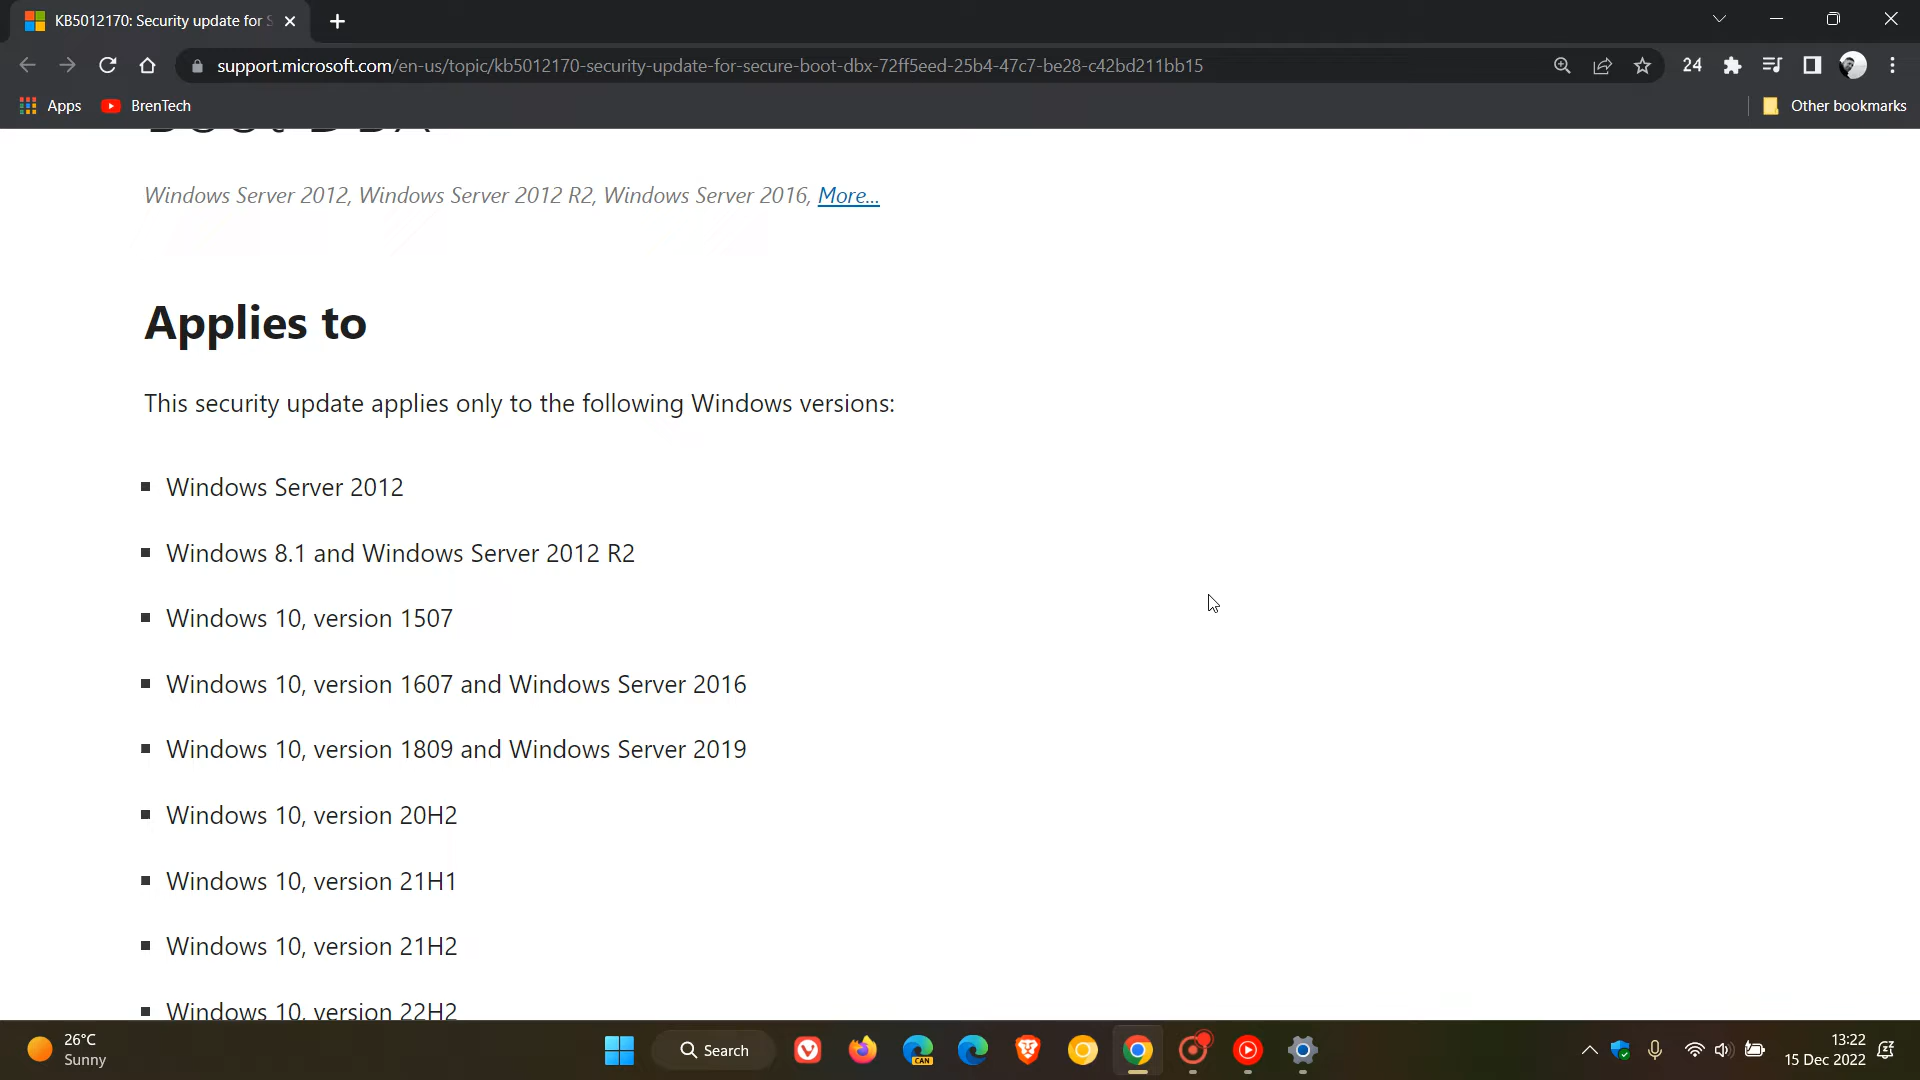 KB5012170: Security update for S
support.microsoft.com/en-us/topic/kb5012170-security-update-for-secure-boot-dbx-72ff5eed-25b4-47c7-be28-c42bd211bb15
24
Apps
BrenTech
Other bookmarks
Boot DBX
Windows Server 2012, Windows Server 2012 R2, Windows Server 2016, More...
Applies to
This security update applies only to the following Windows versions:
Windows Server 2012
Windows 8.1 and Windows Server 2012 R2
Windows 10, version 1507
Windows 10, version 1607 and Windows Server 2016
Windows 10, version 1809 and Windows Server 2019
Windows 10, version 20H2
Windows 10, version 21H1
Windows 10, version 21H2
Windows 10, version 22H2
26°C
Sunny
Search
CAN
13:22
15 Dec 2022